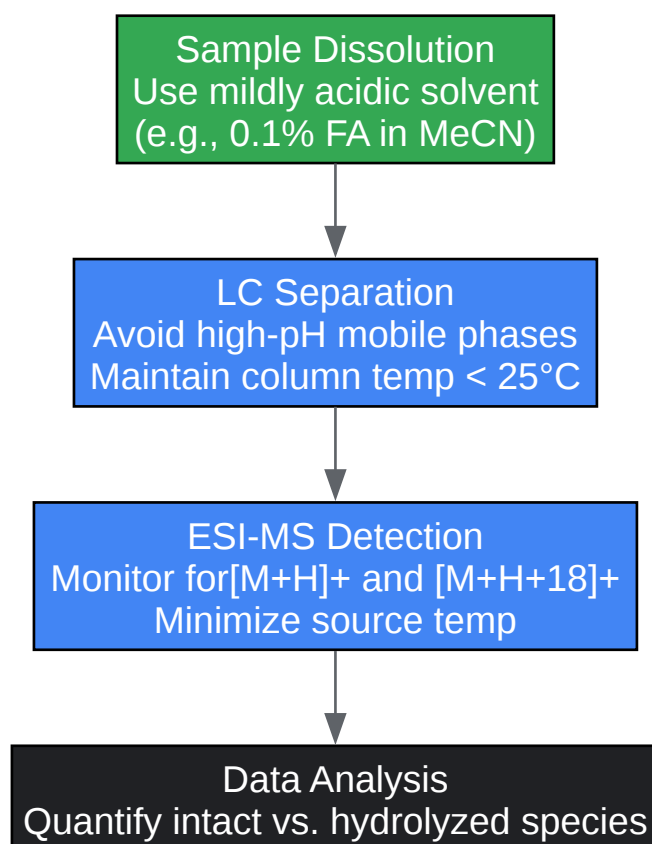 Sample Dissolution
Use mildly acidic solvent
(e.g., 0.1% FA in MeCN)
LC Separation
Avoid high-pH mobile phases
Maintain column temp < 25°C
ESI-MS Detection
Monitor for[M+H]+ and [M+H+18]+
Minimize source temp
Data Analysis
Quantify intact vs. hydrolyzed species